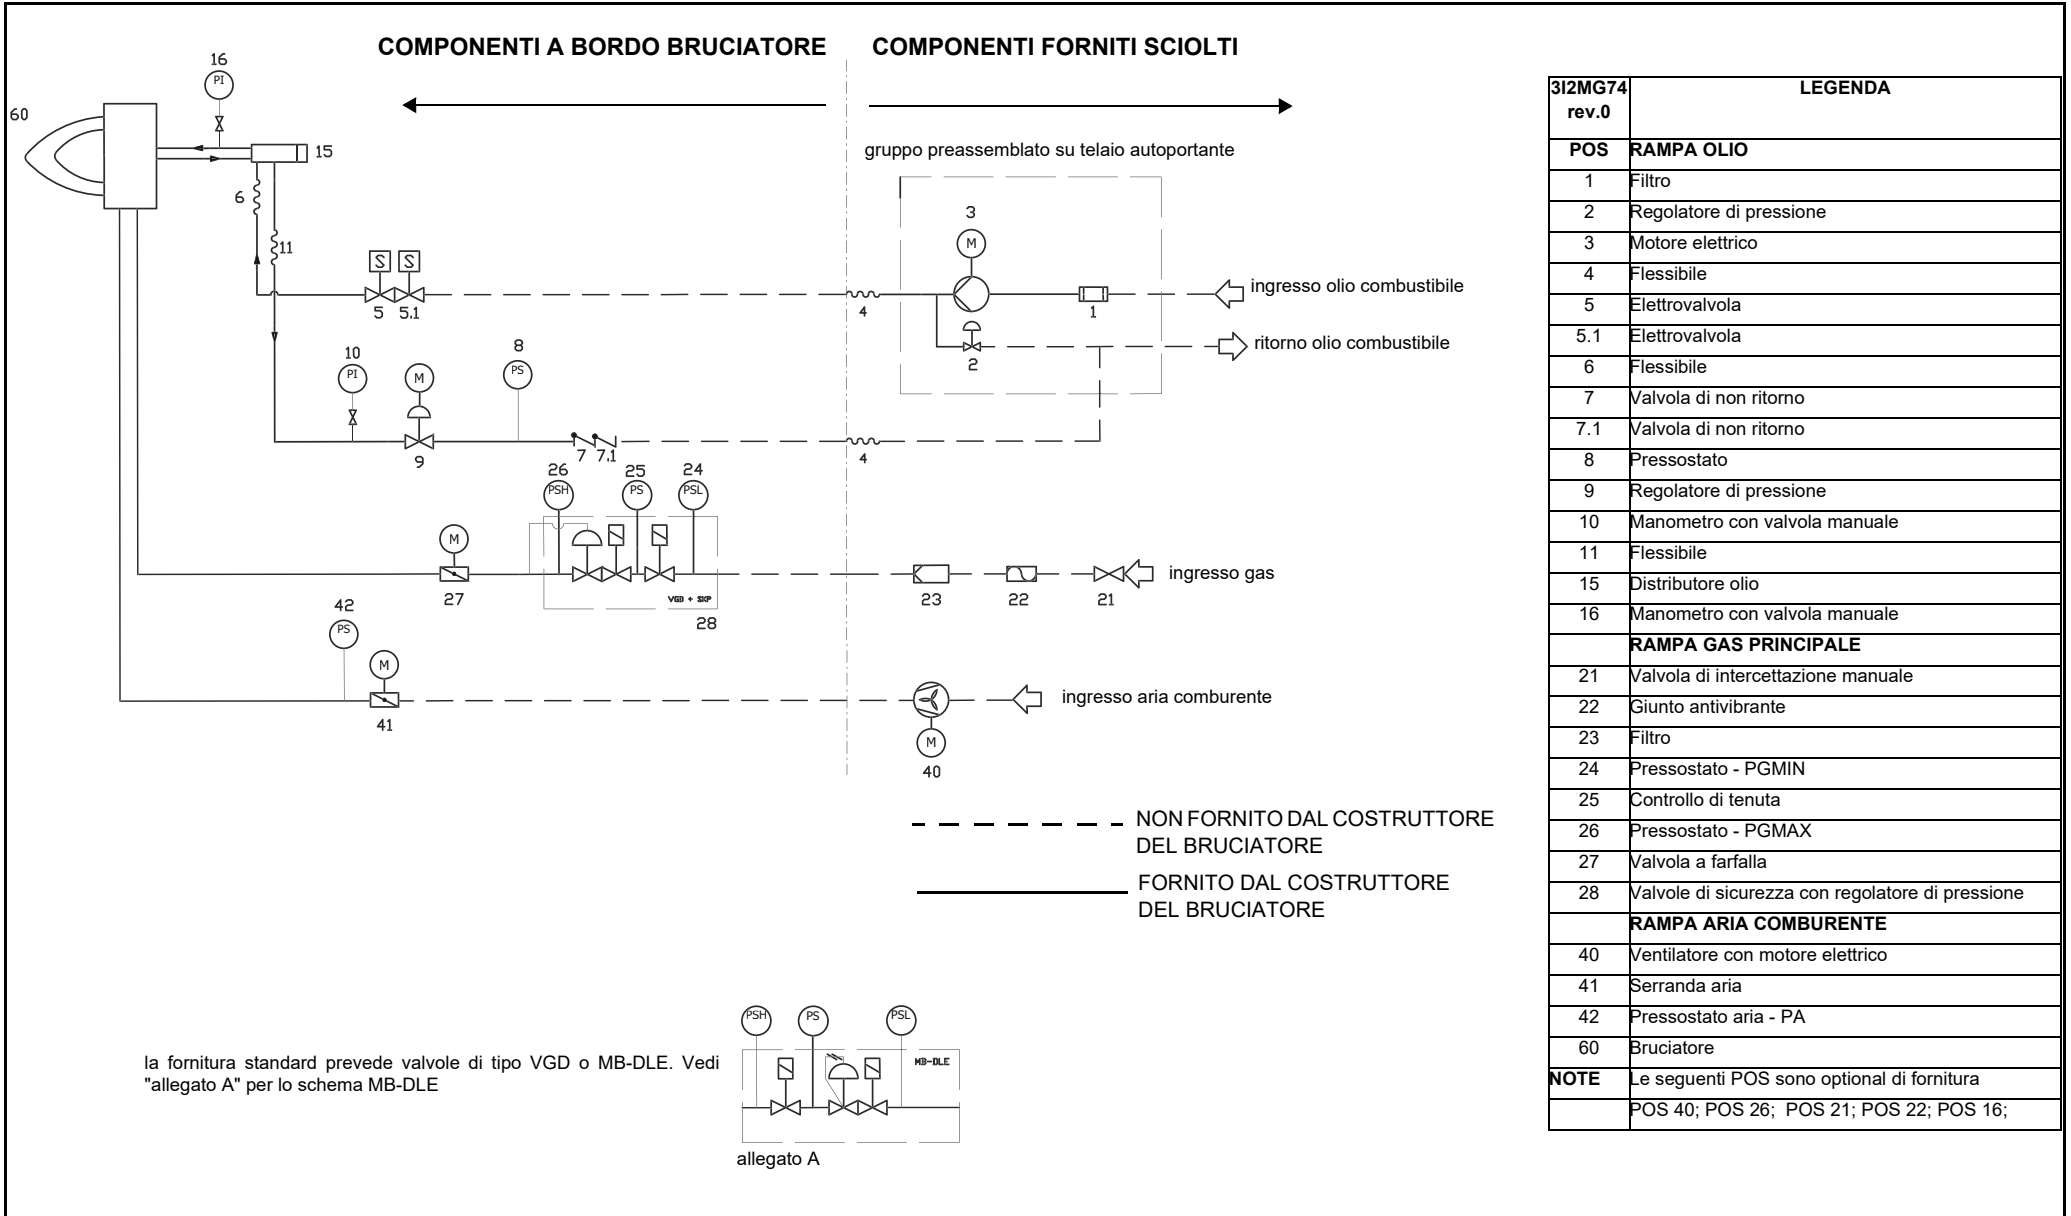 COMPONENTI A BORDO BRUCIATORE
COMPONENTI FORNITI SCIOLTI
16
PI
60
15
6
11
gruppo preassemblato su telaio autoportante
3
M
S S
5 5.1
4
1
ingresso olio combustibile
2
ritorno olio combustibile
10
PI
M
8
PS
9
7 7.1
4
26 25 24
PSH PS PSL
M
27
VGD + SKP
28
23 22 21
ingresso gas
42
PS
M
41
M
40
ingresso aria comburente
NON FORNITO DAL COSTRUTTORE
DEL BRUCIATORE
FORNITO DAL COSTRUTTORE
DEL BRUCIATORE
la fornitura standard prevede valvole di tipo VGD o MB-DLE. Vedi
"allegato A" per lo schema MB-DLE
PSH PS PSL
MB-DLE
allegato A
3I2MG74 LEGENDA
rev.0
POS RAMPA OLIO
1 Filtro
2 Regolatore di pressione
3 Motore elettrico
4 Flessibile
5 Elettrovalvola
5.1 Elettrovalvola
6 Flessibile
7 Valvola di non ritorno
7.1 Valvola di non ritorno
8 Pressostato
9 Regolatore di pressione
10 Manometro con valvola manuale
11 Flessibile
15 Distributore olio
16 Manometro con valvola manuale
RAMPA GAS PRINCIPALE
21 Valvola di intercettazione manuale
22 Giunto antivibrante
23 Filtro
24 Pressostato - PGMIN
25 Controllo di tenuta
26 Pressostato - PGMAX
27 Valvola a farfalla
28 Valvole di sicurezza con regolatore di pressione
RAMPA ARIA COMBURENTE
40 Ventilatore con motore elettrico
41 Serranda aria
42 Pressostato aria - PA
60 Bruciatore
NOTE Le seguenti POS sono optional di fornitura
POS 40; POS 26; POS 21; POS 22; POS 16;